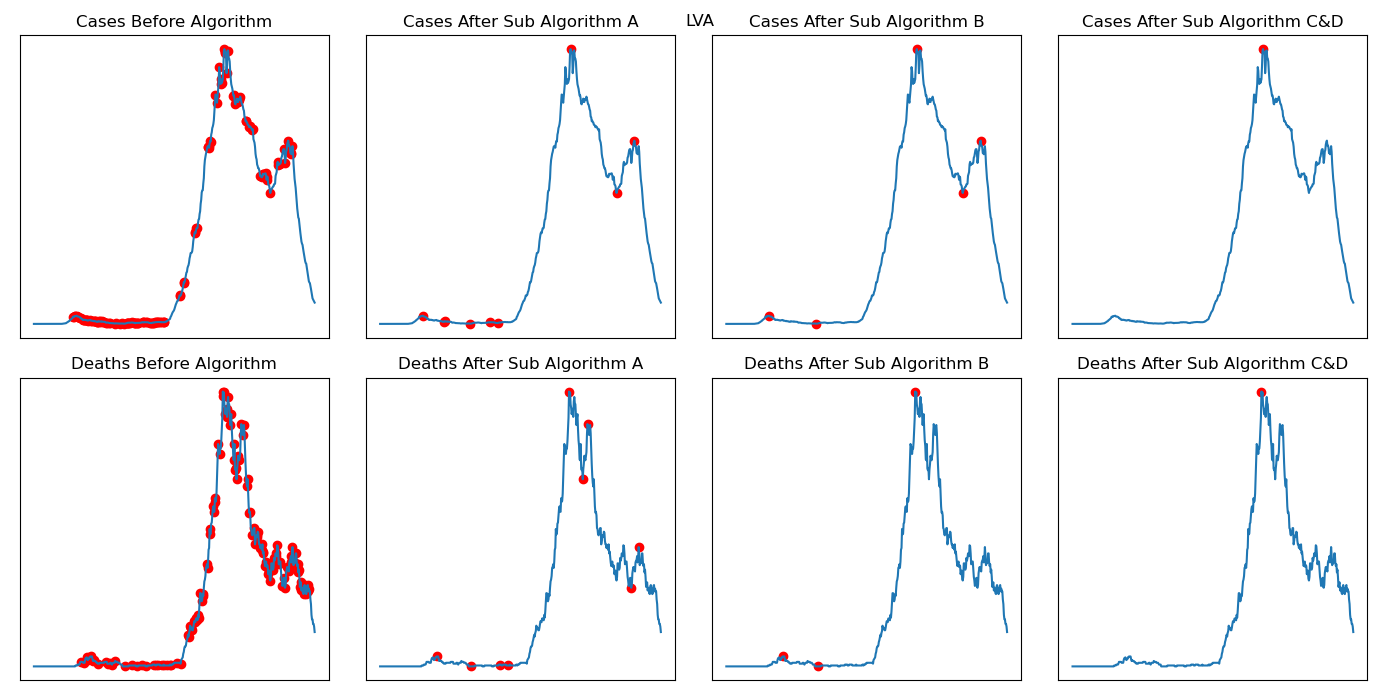 LVA
Cases Before Algorithm
Cases After Sub Algorithm A
Cases After Sub Algorithm B
Cases After Sub Algorithm C&D
Deaths Before Algorithm
Deaths After Sub Algorithm A
Deaths After Sub Algorithm B
Deaths After Sub Algorithm C&D